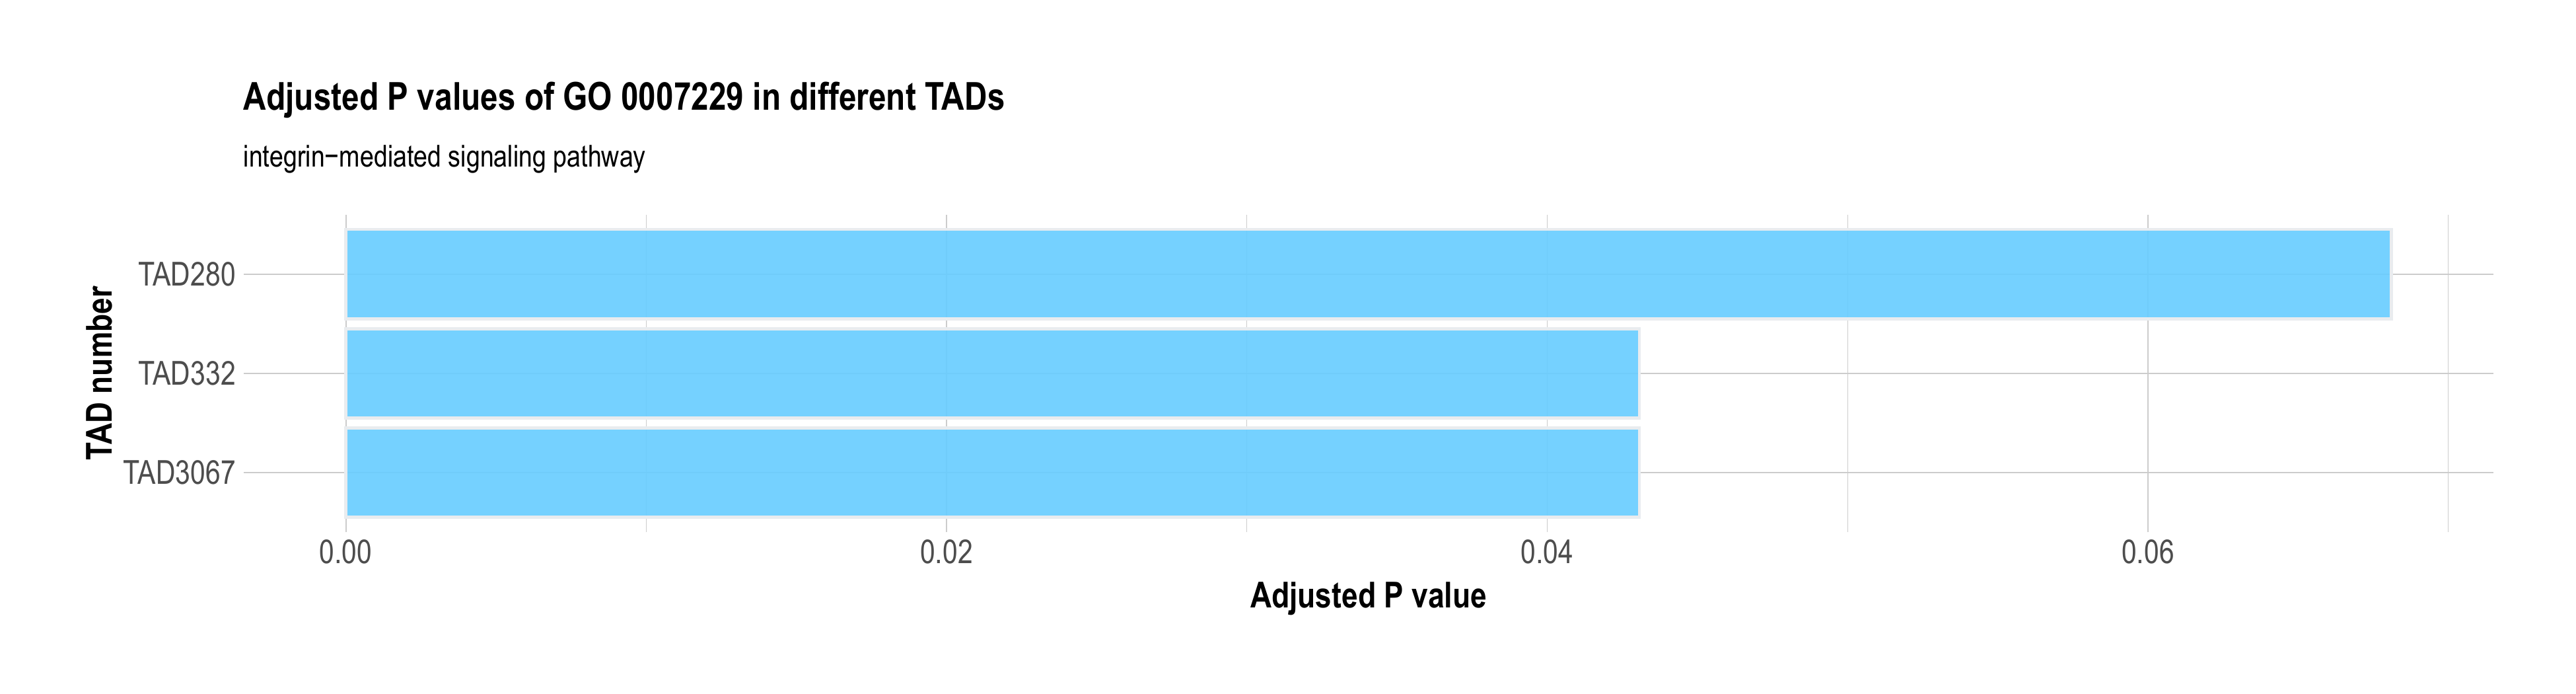 Adjusted P values of GO 0007229 in different TADs
integrin−mediated signaling pathway
TAD number
TAD280
TAD332
TAD3067
0.00 0.02 0.04 0.06
Adjusted P value